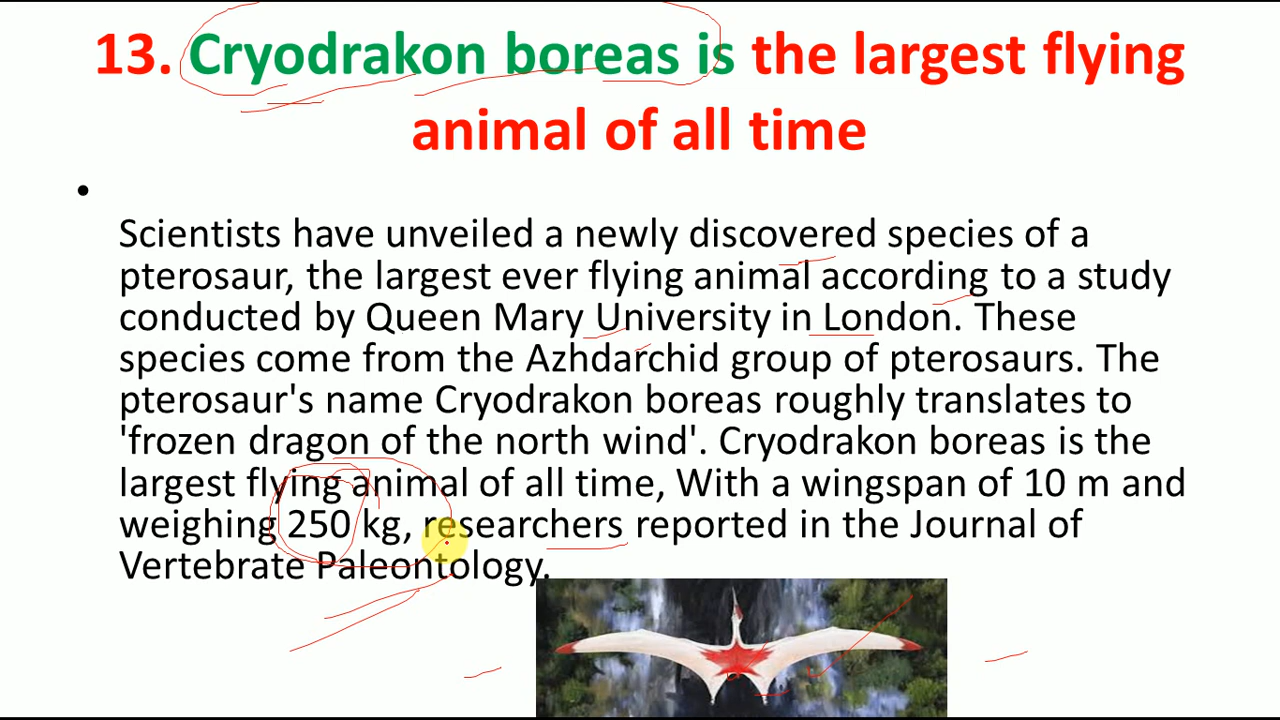 13. Cryodrakon boreas is the largest flying
animal of all time
Scientists have unveiled a newly discovered species of a
pterosaur, the largest ever flying animal according to a study
conducted by Queen Mary University in London. These
species come from the Azhdarchid group of pterosaurs. The
pterosaur's name Cryodrakon boreas roughly translates to
'frozen dragon of the north wind'. Cryodrakon boreas is the
largest flying animal of all time, With a wingspan of 10 m and
weighing 250 kg, researchers reported in the Journal of
Vertebrate Paleontology.